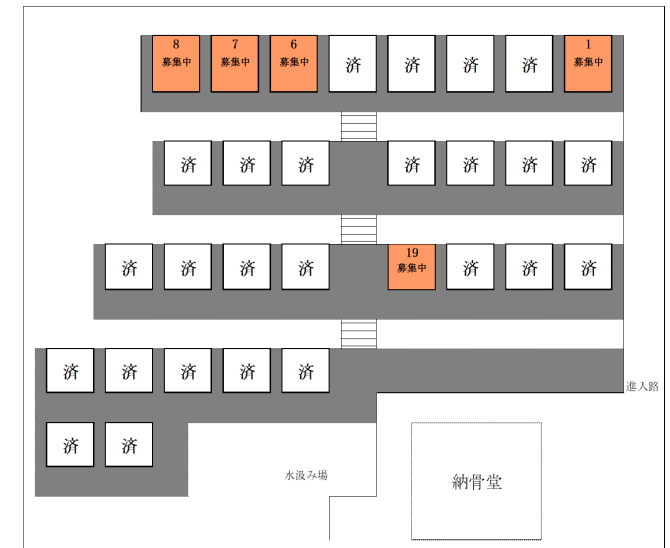 8 7 6 1
募集中 募集中 募集中 済 済 済 済 募集中
済 済 済 済 済 済 済
19
済 済 済 済 募集中 済 済 済
済 済 済 済 済
進入路
済 済
水汲み場
納骨堂